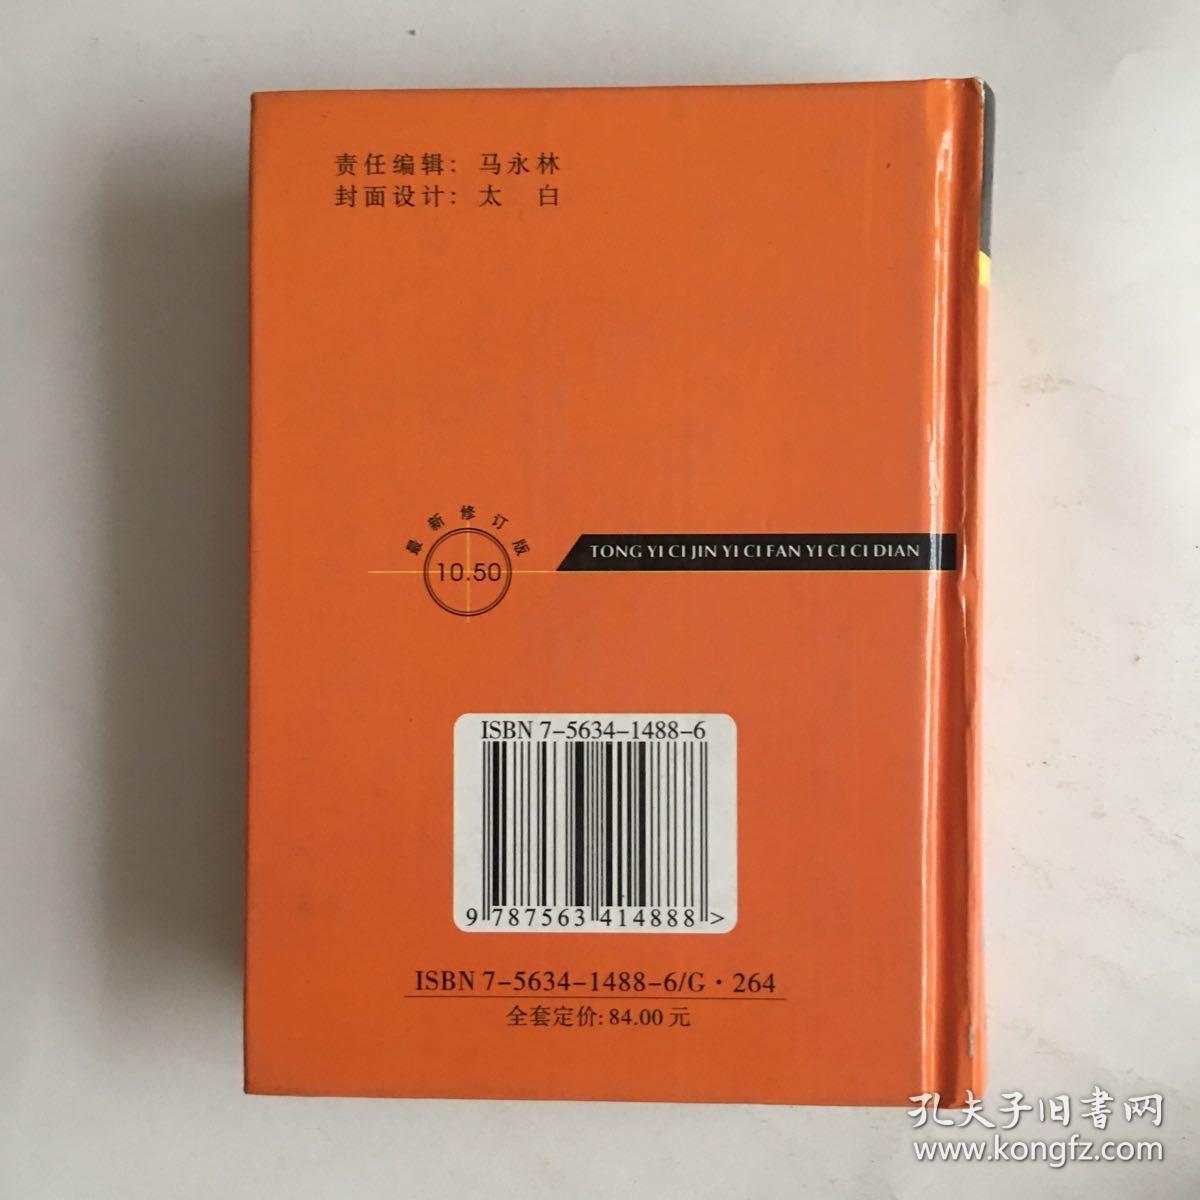 责任编辑：马永林
封面设计：太 白
最新修订版
10.50
TONG YI CI JIN YI CI FAN YI CI CI DIAN
ISBN 7-5634-1488-6
9 787563 414888 >
ISBN 7-5634-1488-6/G·264
全套定价: 84.00 元
孔夫子旧书网
www.kongfz.com